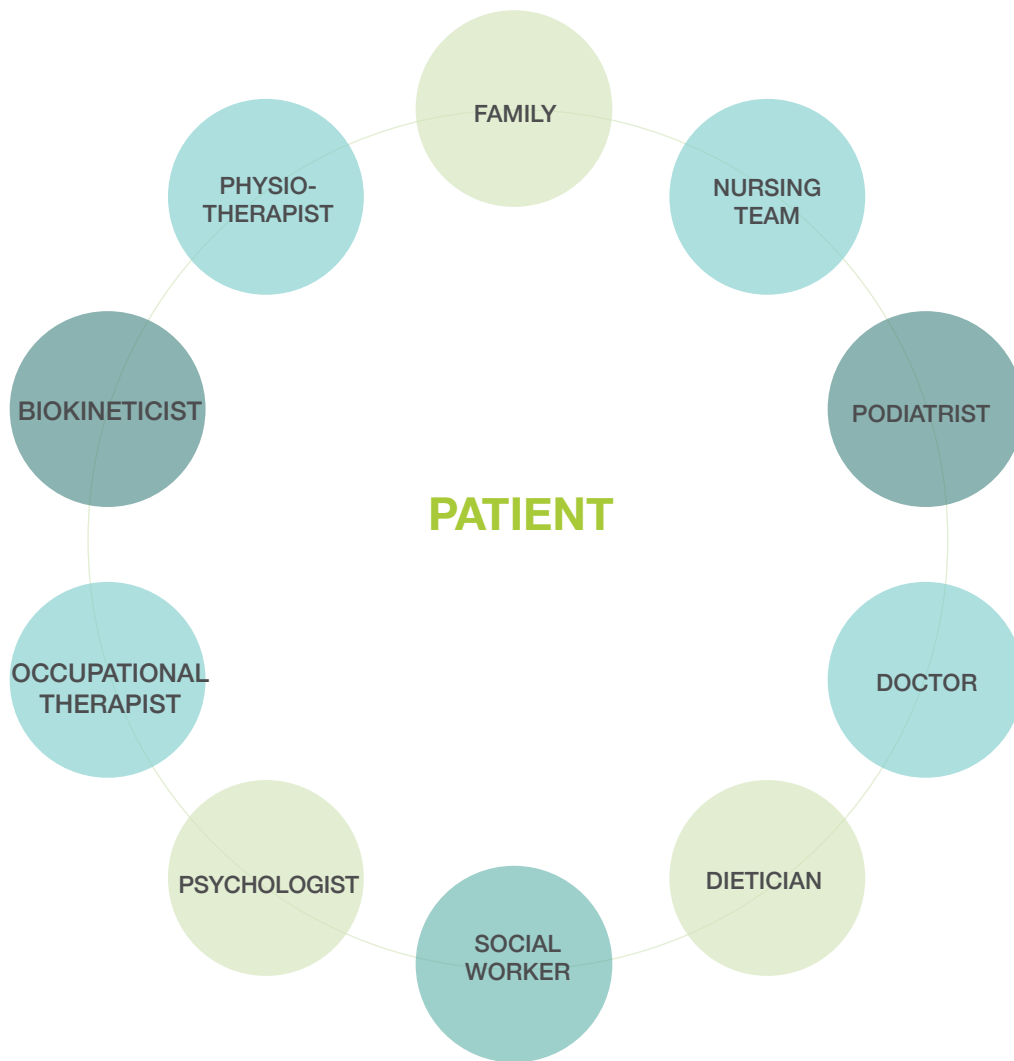 FAMILY
PHYSIO-
THERAPIST
NURSING
TEAM
BIOKINETICIST
PODIATRIST
PATIENT
OCCUPATIONAL
THERAPIST
DOCTOR
PSYCHOLOGIST
DIETICIAN
SOCIAL
WORKER